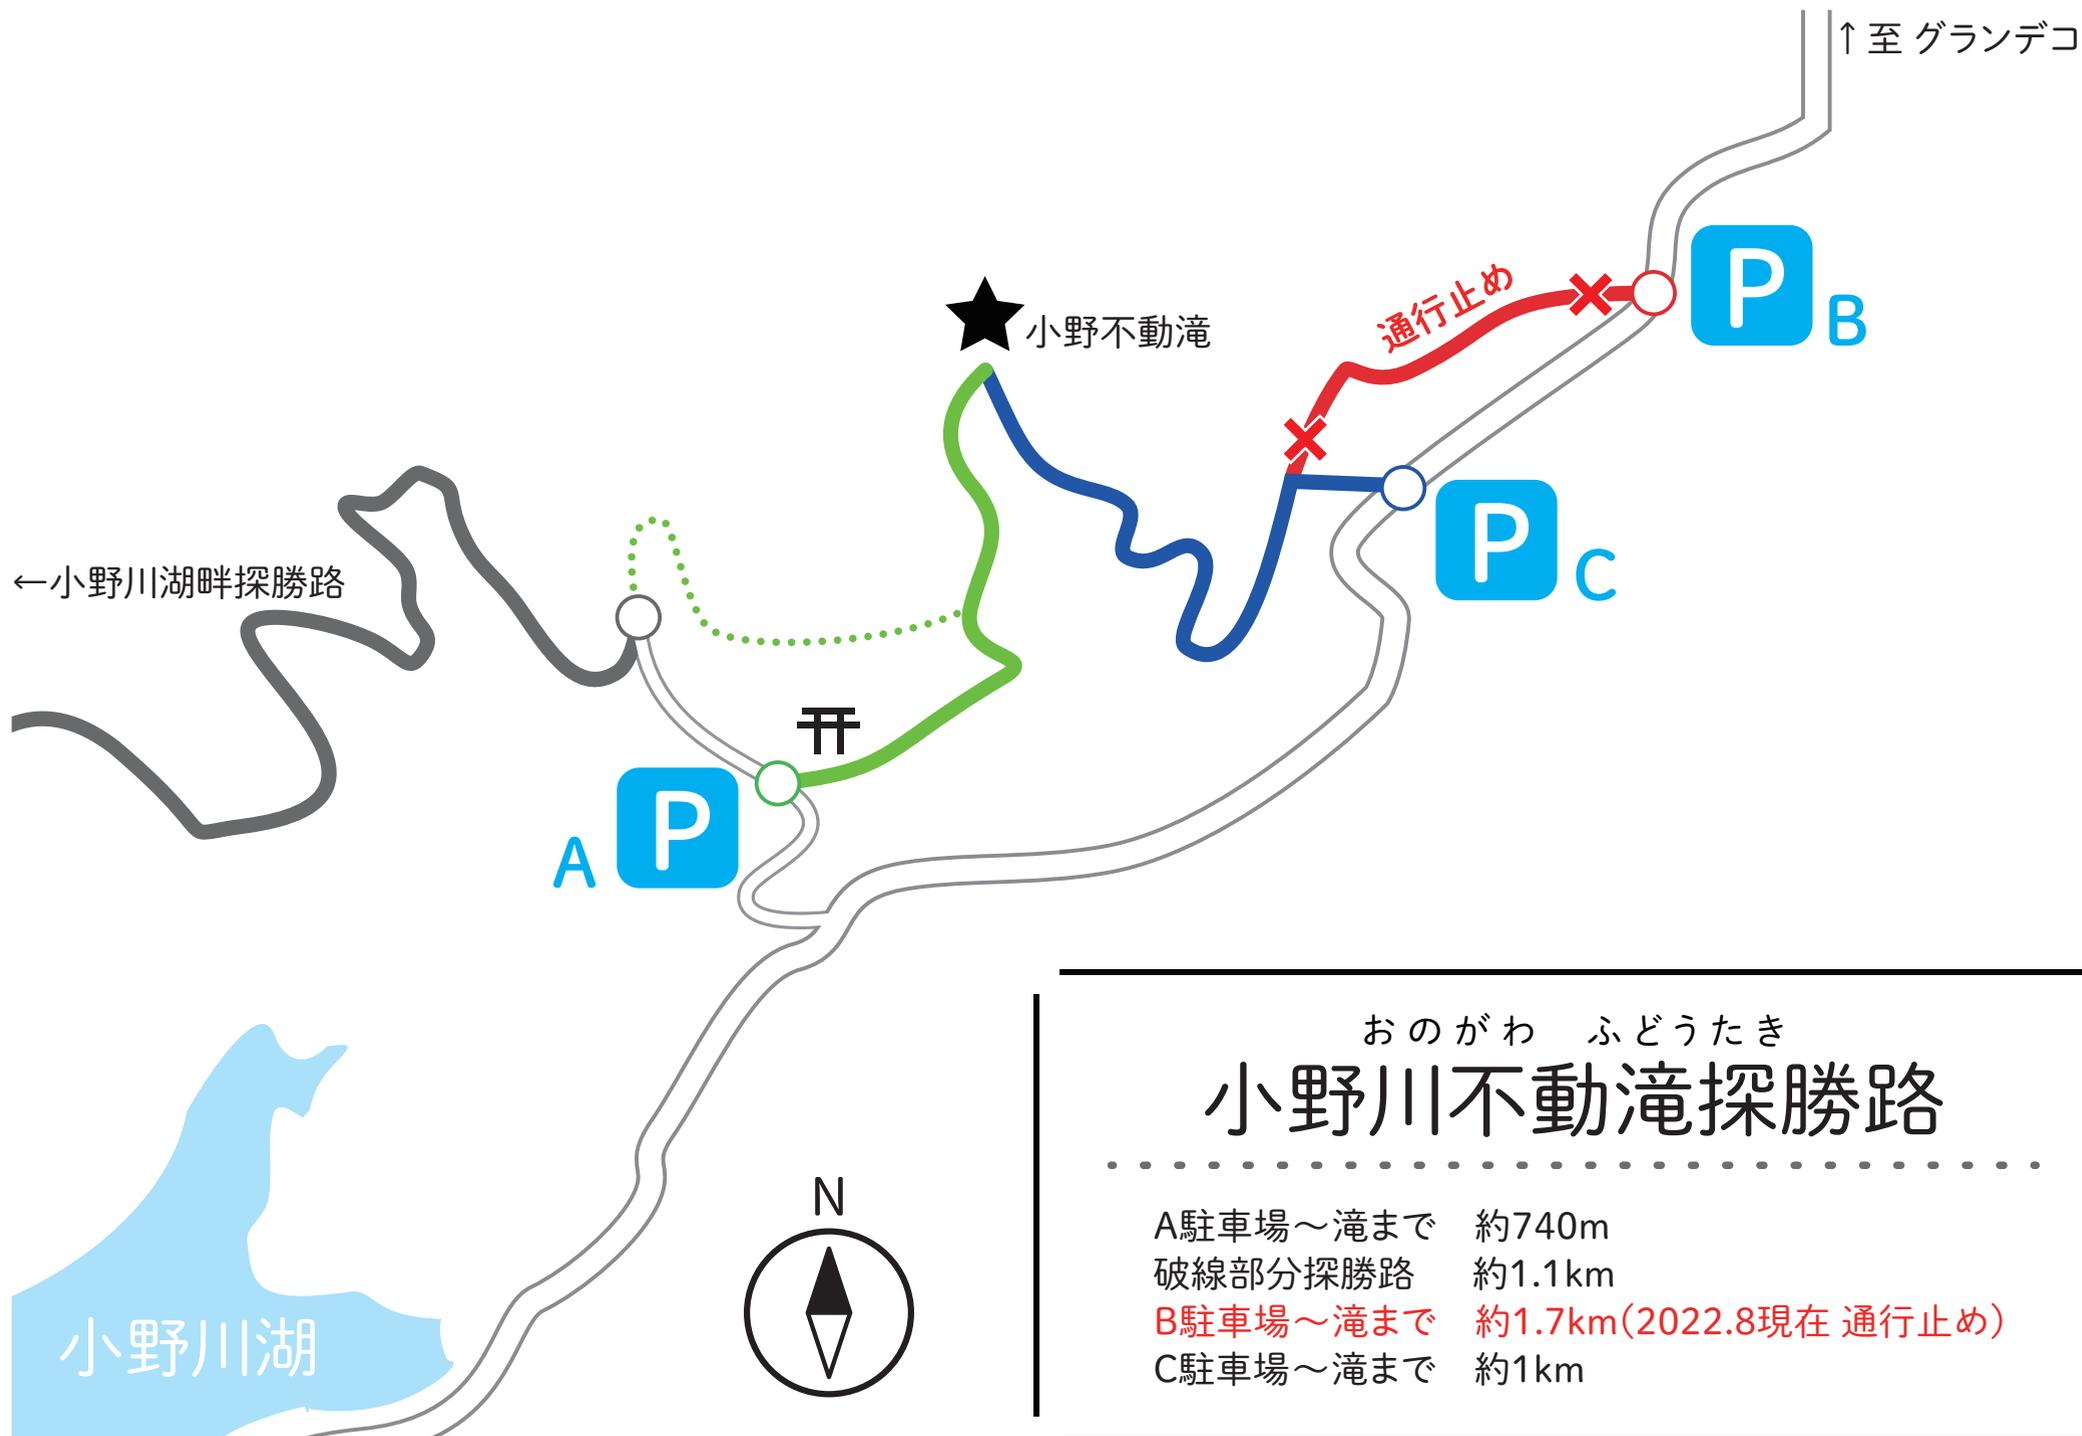 ↑至 グランデコ
P
B
通行止め
小野不動滝
P
C
←小野川湖畔探勝路
P
A
おのがわ ふどうたき
小野川不動滝探勝路
N
A駐車場～滝まで 約740m
破線部分探勝路 約1.1km
B駐車場～滝まで 約1.7km(2022.8現在 通行止め)
C駐車場～滝まで 約1km
小野川湖